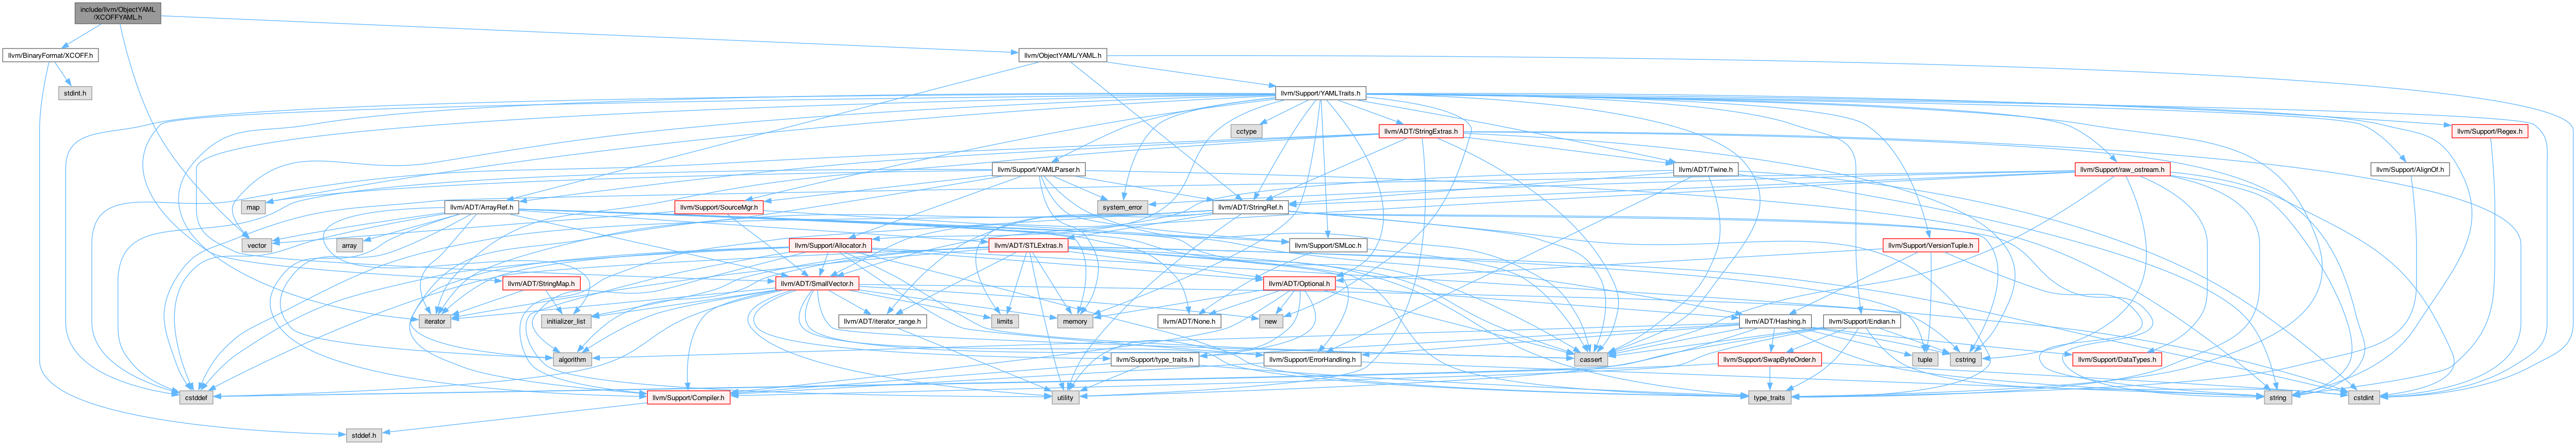 include/llvm/ObjectYAML
/XCOFFYAML.h
llvm/BinaryFormat/XCOFF.h
llvm/ObjectYAML/YAML.h
stdint.h
llvm/Support/YAMLTraits.h
cctype
llvm/ADT/StringExtras.h
llvm/Support/Regex.h
llvm/Support/YAMLParser.h
llvm/ADT/Twine.h
llvm/Support/raw_ostream.h
llvm/Support/AlignOf.h
map
llvm/ADT/ArrayRef.h
llvm/Support/SourceMgr.h
system_error
llvm/ADT/StringRef.h
vector
array
llvm/Support/Allocator.h
llvm/ADT/STLExtras.h
llvm/Support/SMLoc.h
llvm/Support/VersionTuple.h
llvm/ADT/StringMap.h
llvm/ADT/SmallVector.h
llvm/ADT/Optional.h
iterator
initializer_list
llvm/ADT/iterator_range.h
limits
memory
llvm/ADT/None.h
new
llvm/ADT/Hashing.h
llvm/Support/Endian.h
algorithm
llvm/Support/type_traits.h
llvm/Support/ErrorHandling.h
cassert
llvm/Support/SwapByteOrder.h
tuple
cstring
llvm/Support/DataTypes.h
cstddef
llvm/Support/Compiler.h
utility
type_traits
string
cstdint
stddef.h